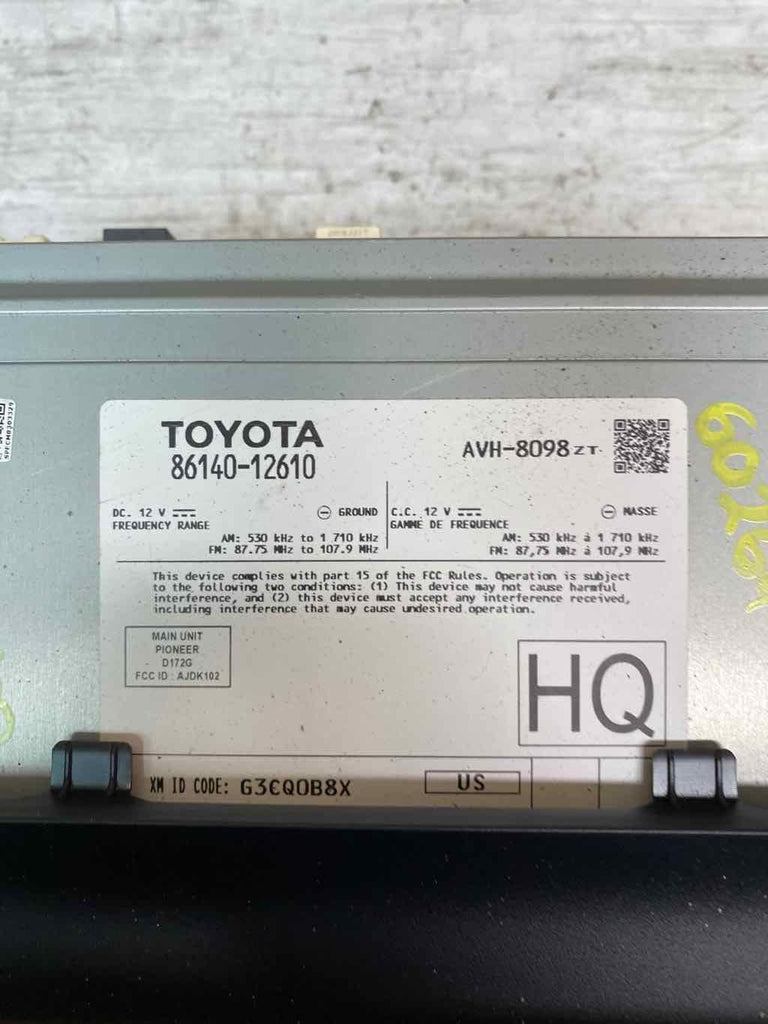 TOYOTA
86140-12610
AVH-8098ZT
DC. 12 V
GROUND
FREQUENCY RANGE
AM: 530 kHz to 1 710 kHz
FM: 87.75 MHz to 107.9 MHz
C.C. 12 V
MASSE
GAMME DE FREQUENCE
AM: 530 kHz à 1 710 kHz
FM: 87,75 MHz à 107,9 MHz
This device complies with part 15 of the FCC Rules. Operation is subject
to the following two conditions: (1) This device may not cause harmful
interference, and (2) this device must accept any interference received,
including interference that may cause undesired operation.
MAIN UNIT
PIONEER
D172G
FCC ID : AJDK102
HQ
XM ID CODE: G3CQ0B8X
US